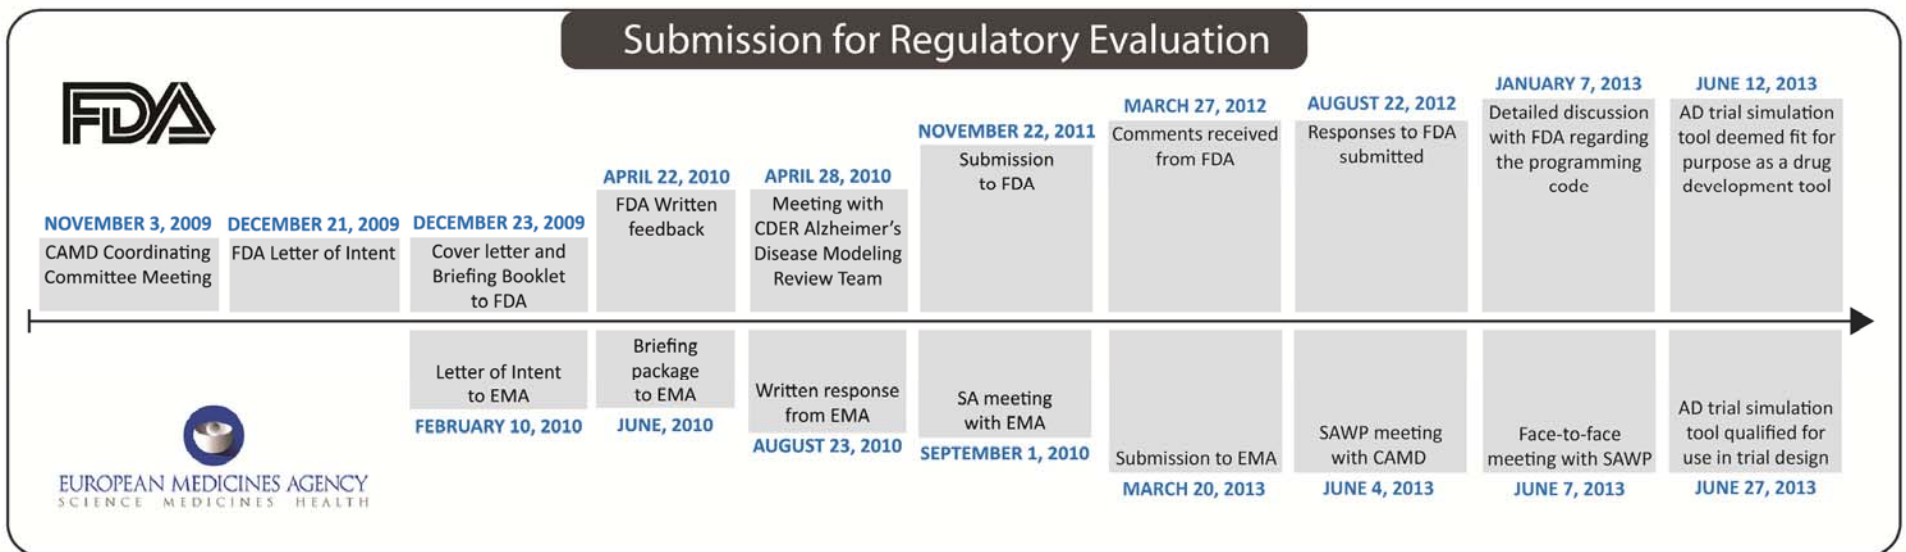 Submission for Regulatory Evaluation
FDA
NOVEMBER 3, 2009
CAMD Coordinating
Committee Meeting
DECEMBER 21, 2009
FDA Letter of Intent
DECEMBER 23, 2009
Cover letter and
Briefing Booklet
to FDA
APRIL 22, 2010
FDA Written
feedback
APRIL 28, 2010
Meeting with
CDER Alzheimer's
Disease Modeling
Review Team
NOVEMBER 22, 2011
Submission
to FDA
MARCH 27, 2012
Comments received
from FDA
AUGUST 22, 2012
Responses to FDA
submitted
JANUARY 7, 2013
Detailed discussion
with FDA regarding
the programming
code
JUNE 12, 2013
AD trial simulation
tool deemed fit for
purpose as a drug
development tool
EUROPEAN MEDICINES AGENCY
SCIENCE MEDICINES HEALTH
Letter of Intent
to EMA
FEBRUARY 10, 2010
Briefing
package
to EMA
JUNE, 2010
Written response
from EMA
AUGUST 23, 2010
SA meeting
with EMA
SEPTEMBER 1, 2010
Submission to EMA
MARCH 20, 2013
SAWP meeting
with CAMD
JUNE 4, 2013
Face-to-face
meeting with SAWP
JUNE 7, 2013
AD trial simulation
tool qualified for
use in trial design
JUNE 27, 2013